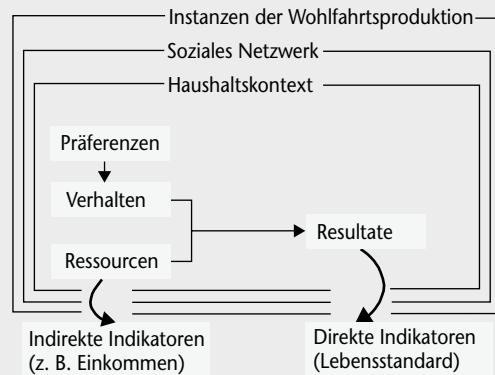 Instanzen der Wohlfahrtsproduktion
Soziales Netzwerk
Haushaltskontext
Präferenzen
Verhalten
Resultate
Ressourcen
Indirekte Indikatoren
(z. B. Einkommen)
Direkte Indikatoren
(Lebensstandard)